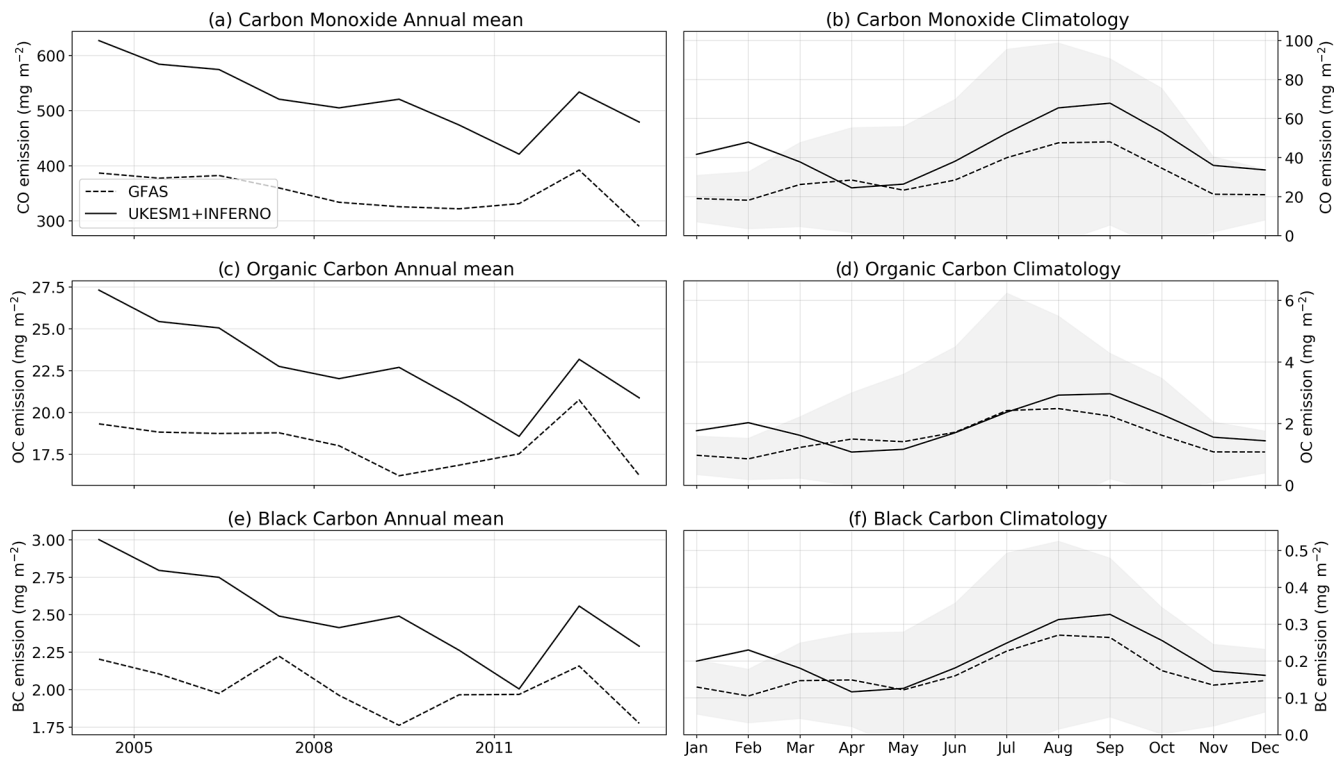 (a) Carbon Monoxide Annual mean
CO emission (mg m⁻²)
600
500
400
300
GFAS
UKESM1+INFERNO
(b) Carbon Monoxide Climatology
100
80
60
40
20
0
CO emission (mg m⁻²)
(c) Organic Carbon Annual mean
OC emission (mg m⁻²)
27.5
25.0
22.5
20.0
17.5
(d) Organic Carbon Climatology
6
4
2
0
OC emission (mg m⁻²)
(e) Black Carbon Annual mean
BC emission (mg m⁻²)
3.00
2.75
2.50
2.25
2.00
1.75
2005 2008 2011
(f) Black Carbon Climatology
0.5
0.4
0.3
0.2
0.1
0.0
BC emission (mg m⁻²)
Jan Feb Mar Apr May Jun Jul Aug Sep Oct Nov Dec